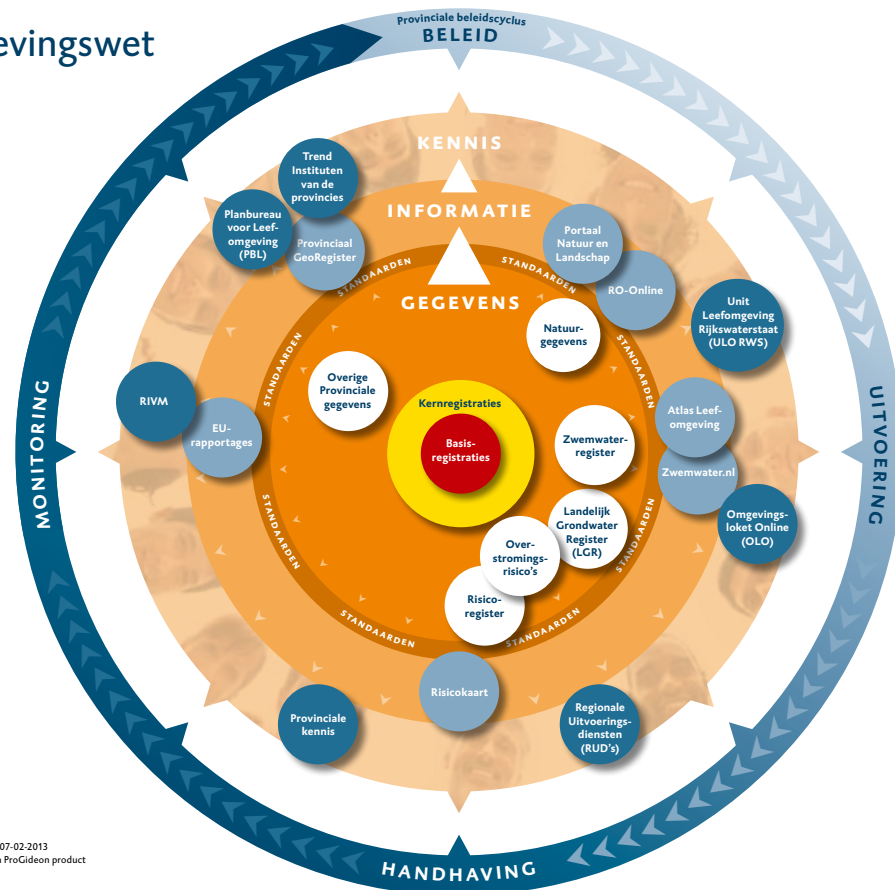 evingswet
Provinciale beleidscyclus
BELEID
KENNIS
Trend
Instituten
van de
provincies
INFORMATIE
Planbureau
voor Leef-
omgeving
(PBL)
Provinciaal
GeoRegister
Portaal
Natuur en
Landschap
STANDAARDEN
STANDAARDEN
RO-Online
GEGEVENS
Unit
Leefomgeving
Rijkswaterstaat
(ULO RWS)
Natuur-
gegevens
STANDAARDEN
STANDAARDEN
Overige
Provinciale
gegevens
RIVM
EU-
rapportages
Kernregistraties
Basis-
registraties
Zwemwater-
register
Atlas Leef-
omgeving
Zwemwater.nl
MONITORING
UITVOERING
Landelijk
Grondwater
Register
(LGR)
Omgevings-
loket Online
(OLO)
STANDAARDEN
STANDAARDEN
Over-
stromings-
risico's
Risico-
register
STANDAARDEN
STANDAARDEN
Risicokaart
Provinciale
kennis
Regionale
Uitvoerings-
diensten
(RUD's)
07-02-2013
ProGideon product
HANDHAVING